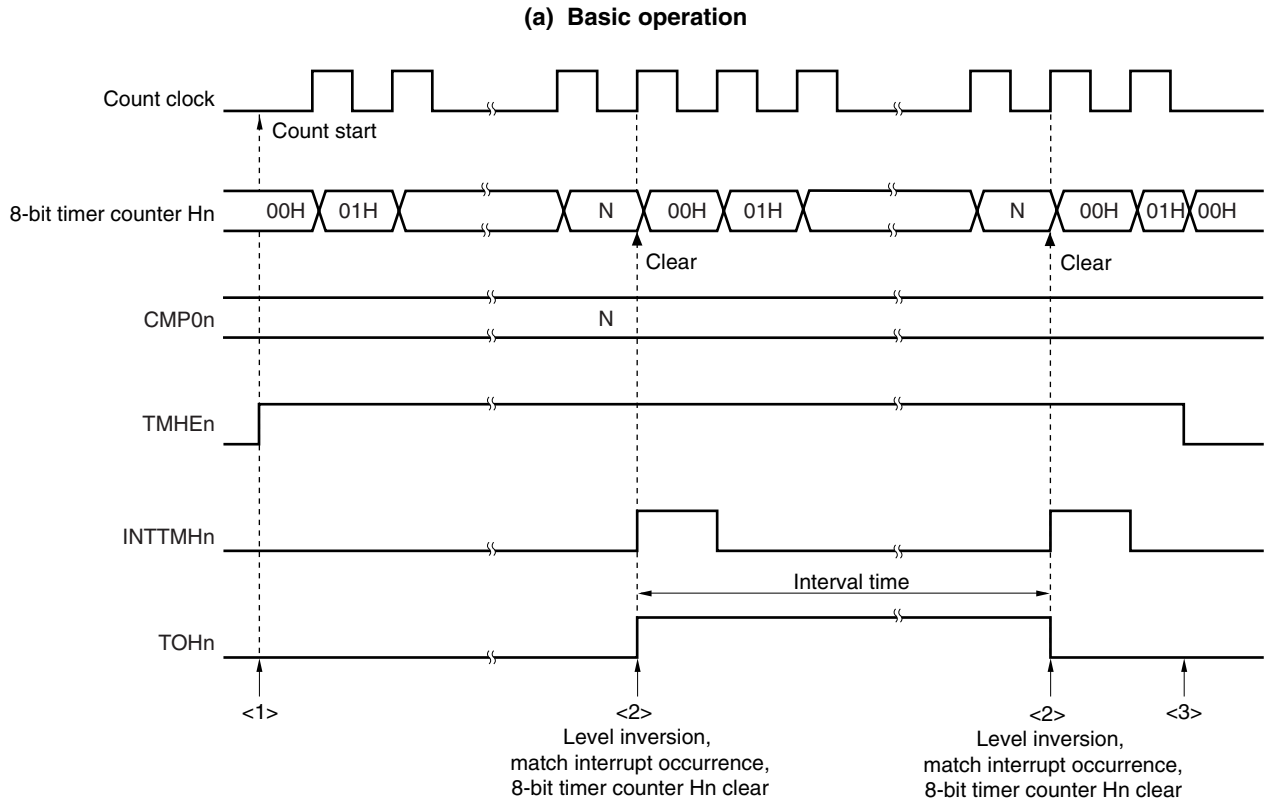 (a) Basic operation
Count clock
Count start
8-bit timer counter Hn
00H 01H N 00H 01H N 00H 01H 00H
Clear Clear
CMP0n N
TMHEn
INTTMHn
Interval time
TOHn
<1> <2> <2> <3>
Level inversion,
match interrupt occurrence,
8-bit timer counter Hn clear
Level inversion,
match interrupt occurrence,
8-bit timer counter Hn clear